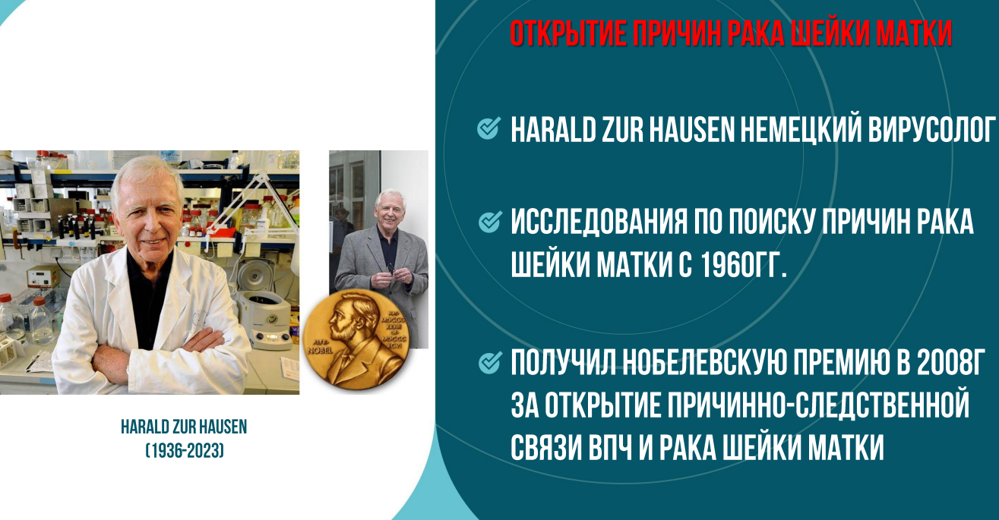 ОТКРЫТИЕ ПРИЧИН РАКА ШЕЙКИ МАТКИ
HARALD ZUR HAUSEN НЕМЕЦКИЙ ВИРУСОЛОГ
ИССЛЕДОВАНИЯ ПО ПОИСКУ ПРИЧИН РАКА
ШЕЙКИ МАТКИ С 1960ГГ.
ПОЛУЧИЛ НОБЕЛЕВСКУЮ ПРЕМИЮ В 2008Г
ЗА ОТКРЫТИЕ ПРИЧИННО-СЛЕДСТВЕННОЙ
СВЯЗИ ВПЧ И РАКА ШЕЙКИ МАТКИ
HARALD ZUR HAUSEN
(1936-2023)
ALFR·
NOBEL
NAT·
MDCCC
XXXIII
OB·
MDCCC
XCVI